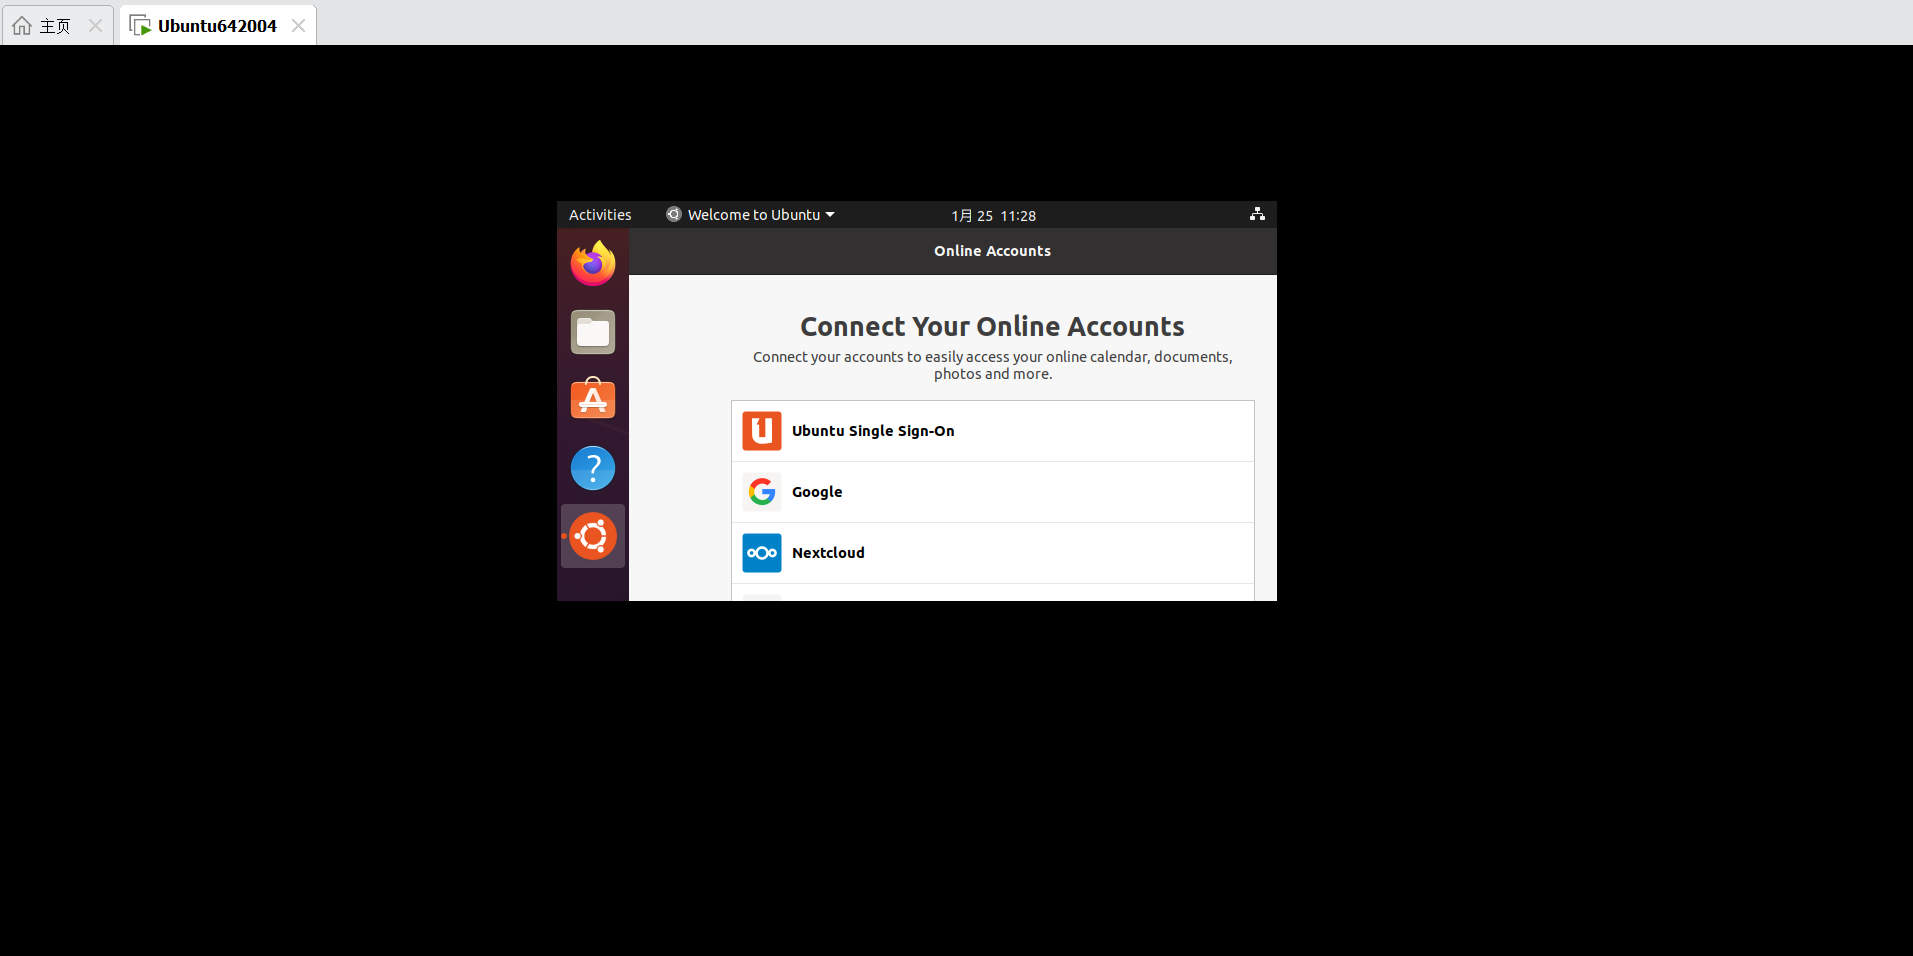 主页
Ubuntu642004
Activities
Welcome to Ubuntu
1月 25 11:28
Online Accounts
Connect Your Online Accounts
Connect your accounts to easily access your online calendar, documents,
photos and more.
Ubuntu Single Sign-On
Google
Nextcloud